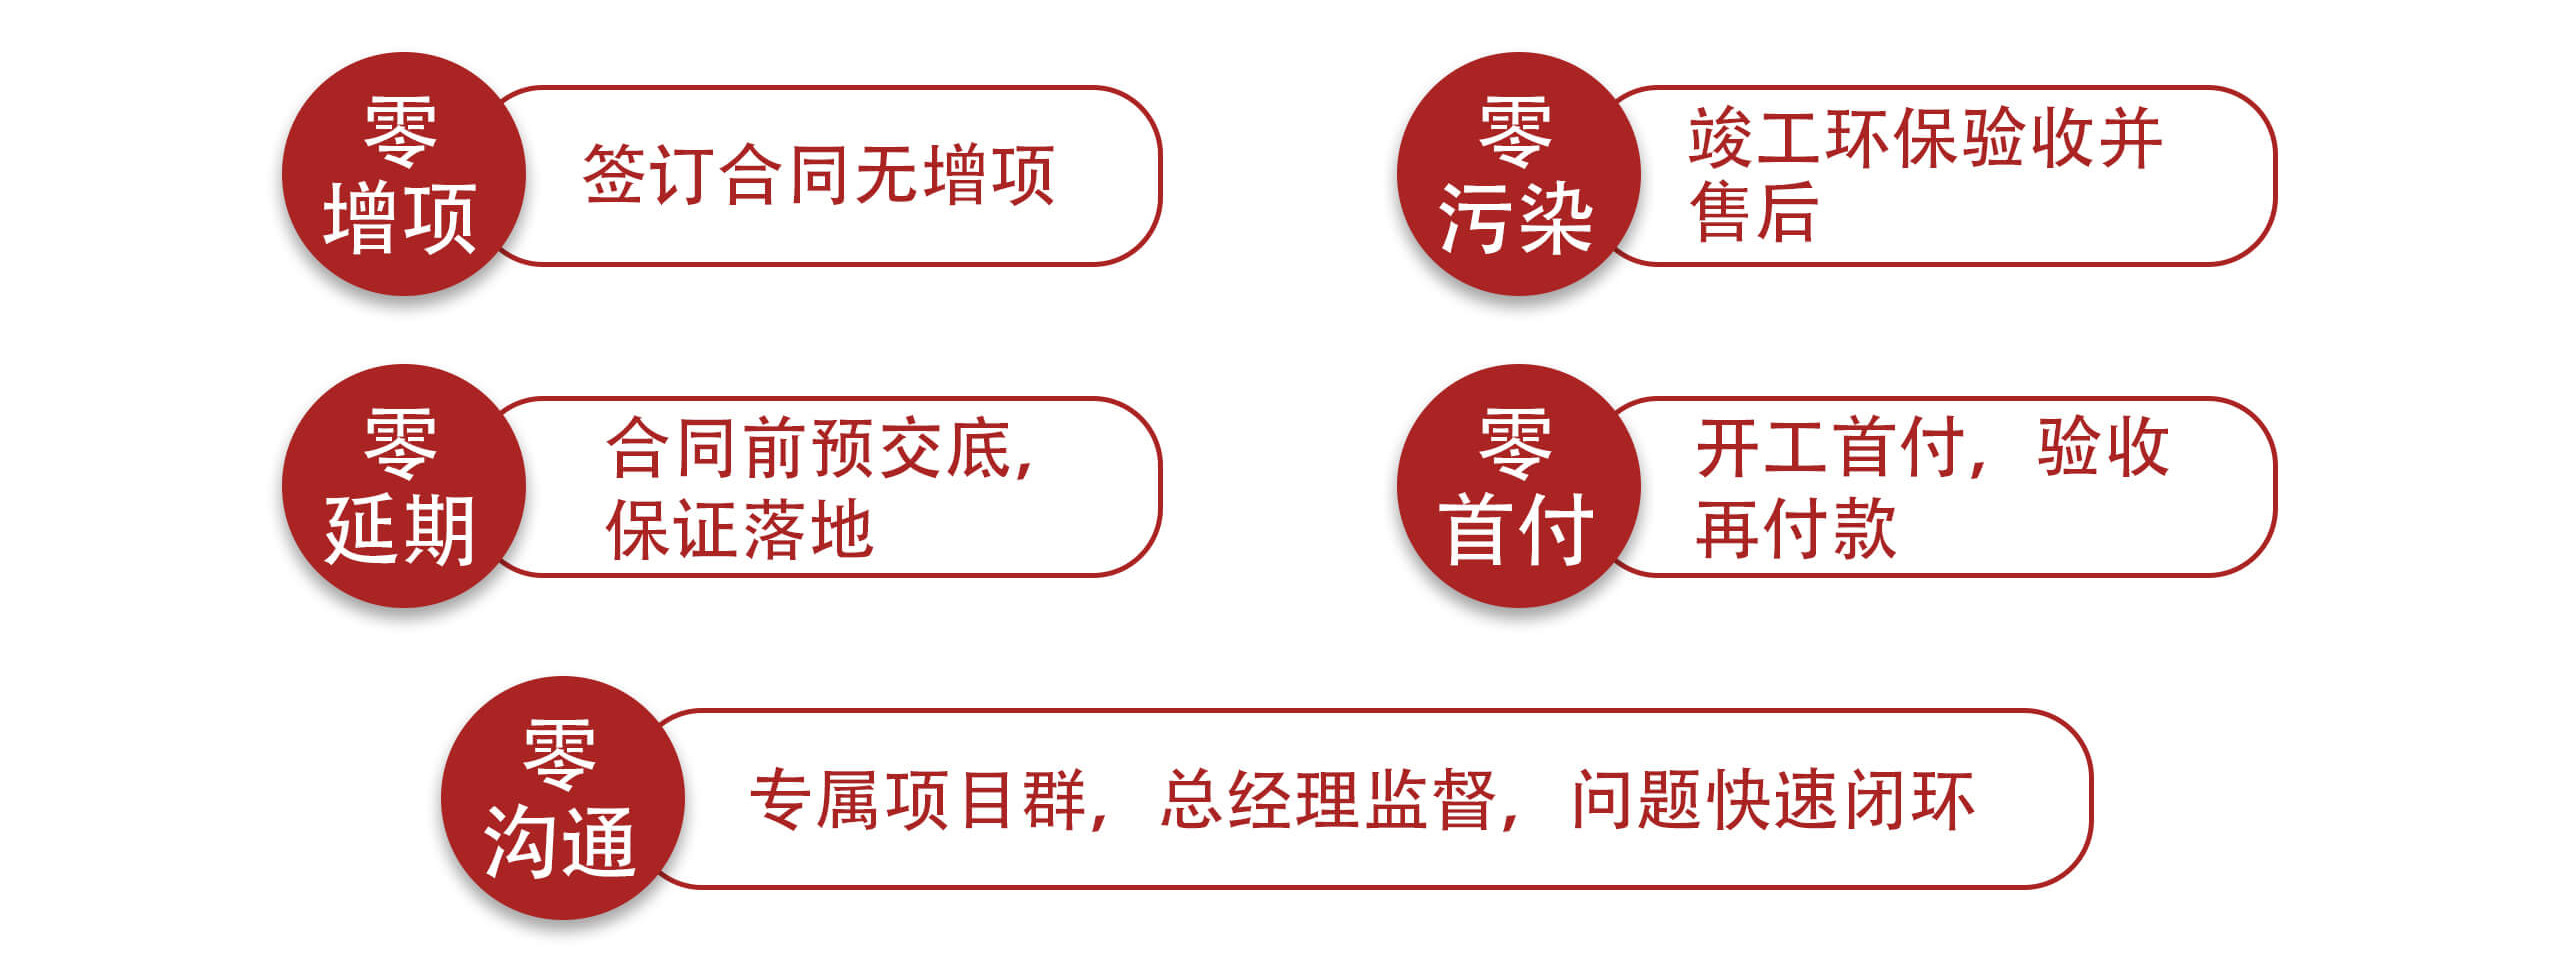 零
增项
签订合同无增项
零
污染
竣工环保验收并
售后
零
延期
合同前预交底,
保证落地
零
首付
开工首付，验收
再付款
零
沟通
专属项目群，总经理监督，问题快速闭环